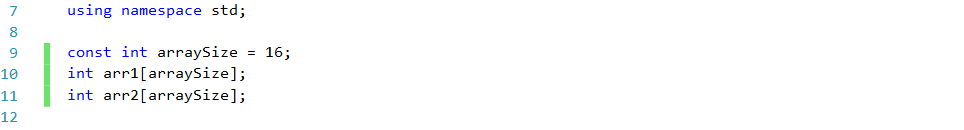 7 using namespace std;
8
9 const int arraySize = 16;
10 int arr1[arraySize];
11 int arr2[arraySize];
12